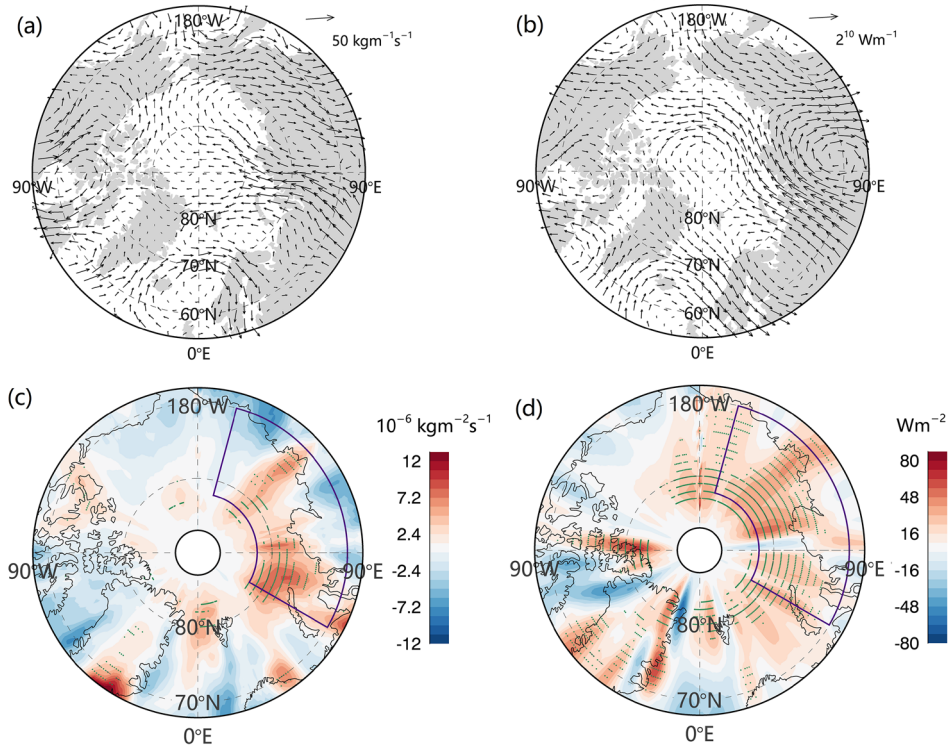 (a)
180°W
50 kgm⁻¹s⁻¹
90°W
90°E
80°N
70°N
60°N
0°E
(b)
180°W
2¹⁰ Wm⁻¹
90°W
90°E
80°N
70°N
60°N
0°E
(c)
180°W
10⁻⁶ kgm⁻²s⁻¹
12
7.2
2.4
-2.4
-7.2
-12
90°W
90°E
80°N
70°N
0°E
(d)
180°W
Wm⁻²
80
48
16
-16
-48
-80
90°W
90°E
80°N
70°N
0°E